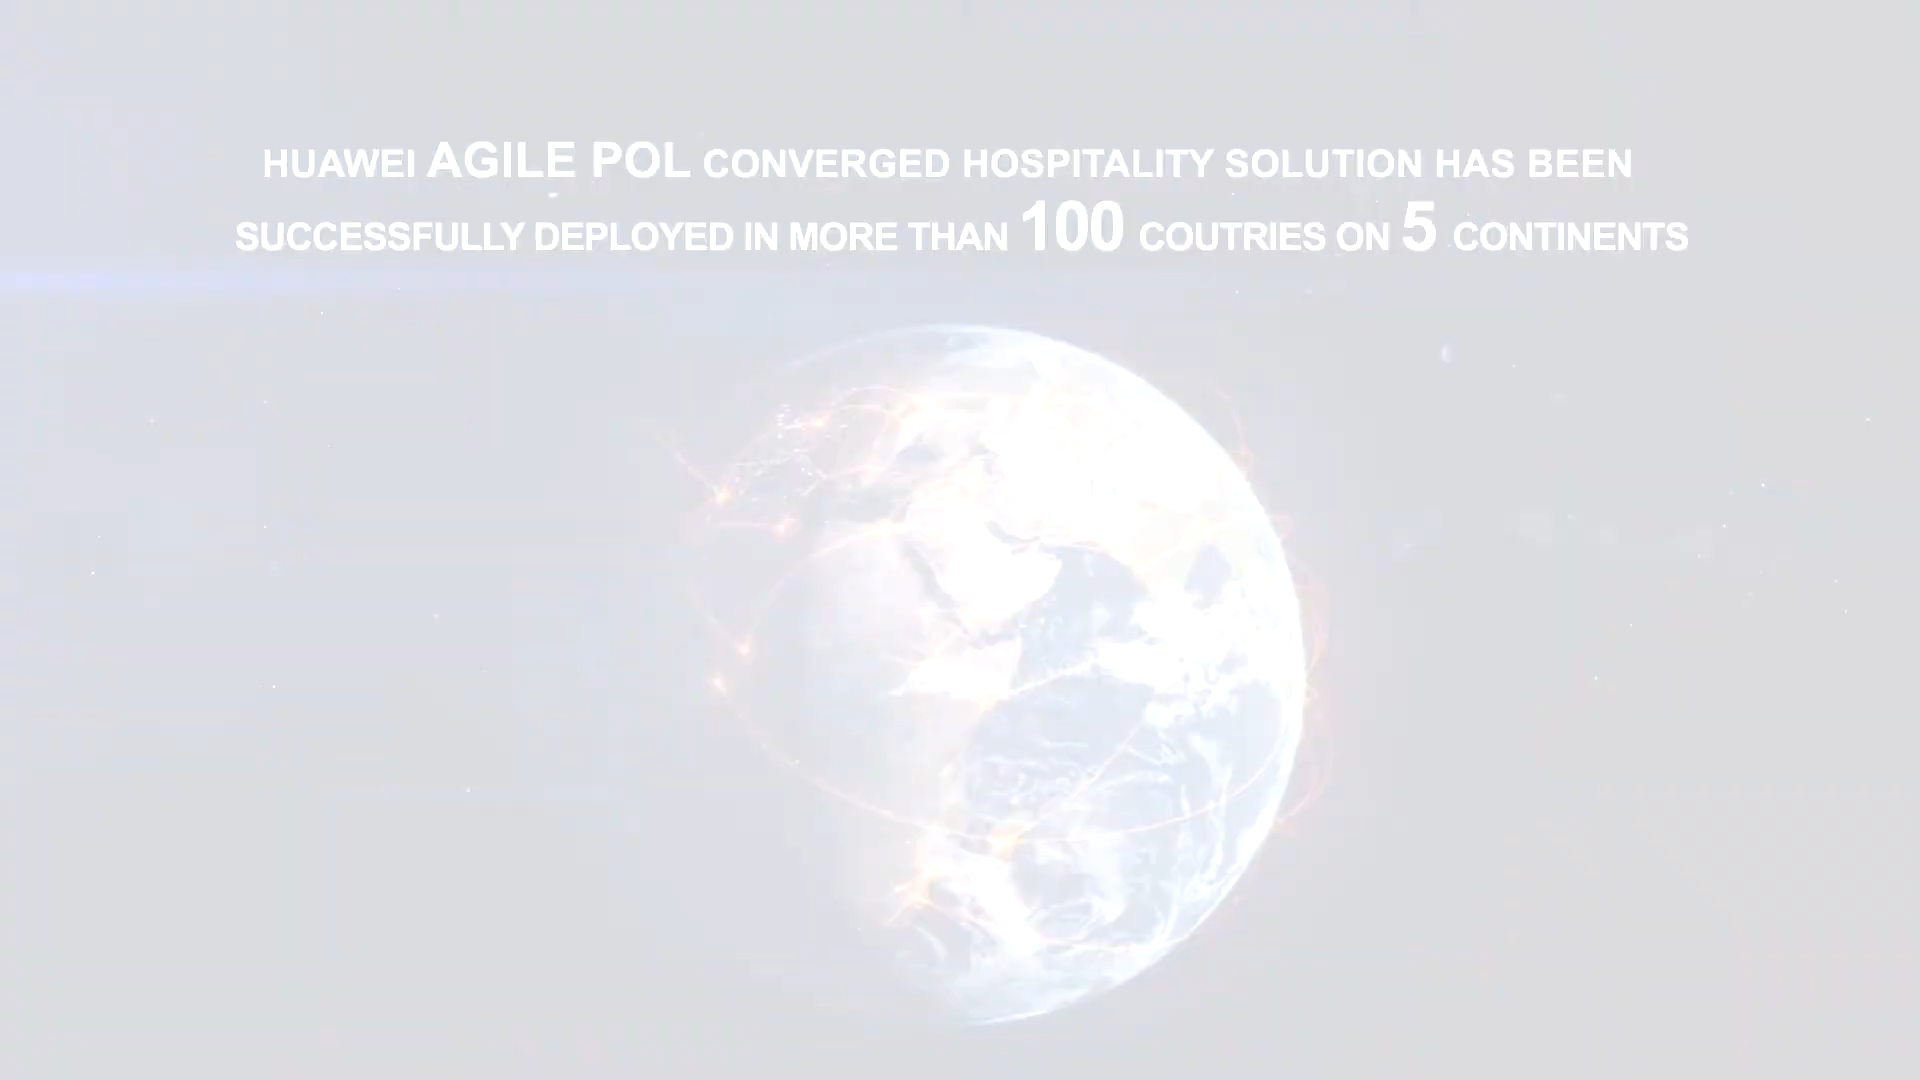 HUAWEI AGILE POL CONVERGED HOSPITALITY SOLUTION HAS BEEN
SUCCESSFULLY DEPLOYED IN MORE THAN 100 COUTRIES ON 5 CONTINENTS